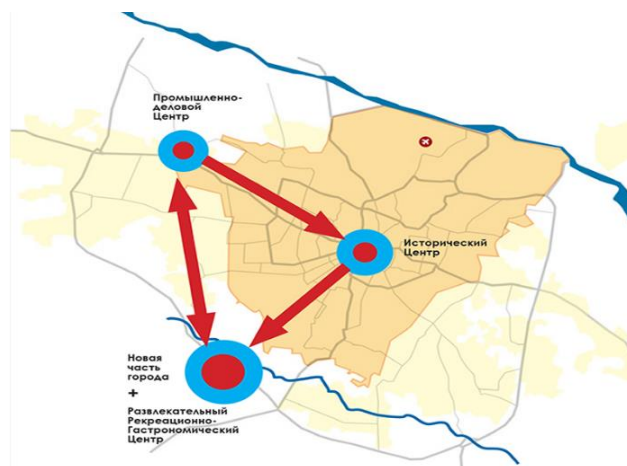 Промышленно-
деловой
Центр
Исторический
Центр
Новая
часть
города
+
Развлекательный
Рекреационно-
Гастрономический
Центр